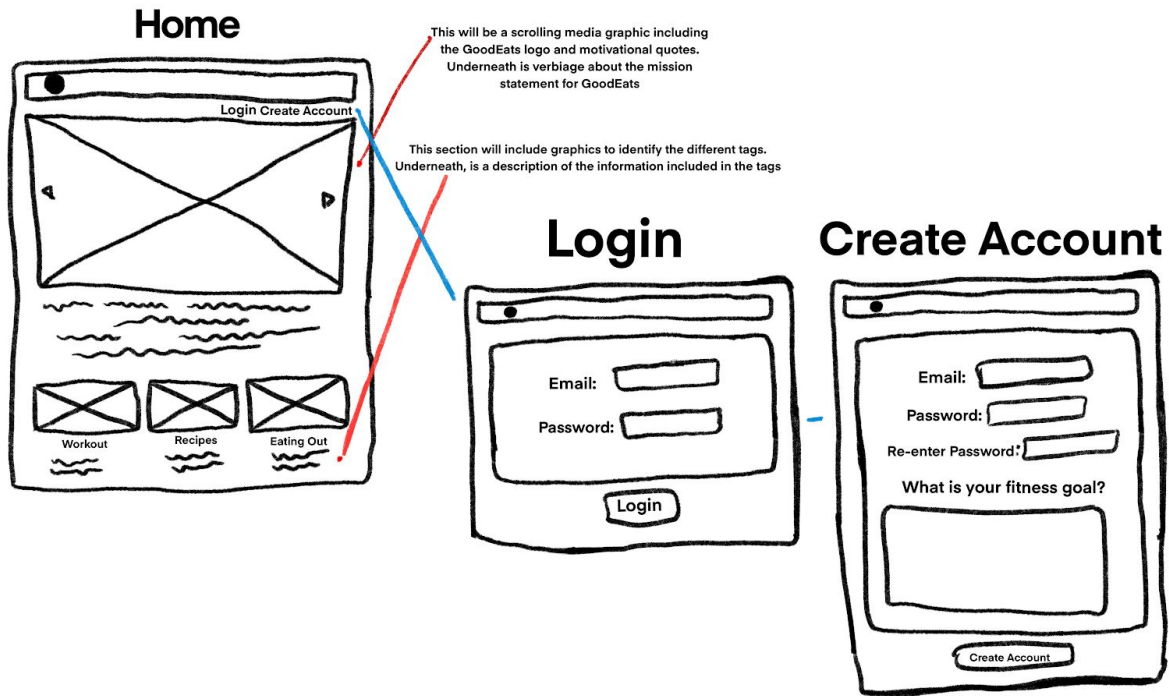 Home
This will be a scrolling media graphic including
the GoodEats logo and motivational quotes.
Underneath is verbiage about the mission
statement for GoodEats
Login Create Account
This section will include graphics to identify the different tags.
Underneath, is a description of the information included in the tags
Workout
Recipes
Eating Out
Login
Email:
Password:
Login
Create Account
Email:
Password:
Re-enter Password:
What is your fitness goal?
Create Account